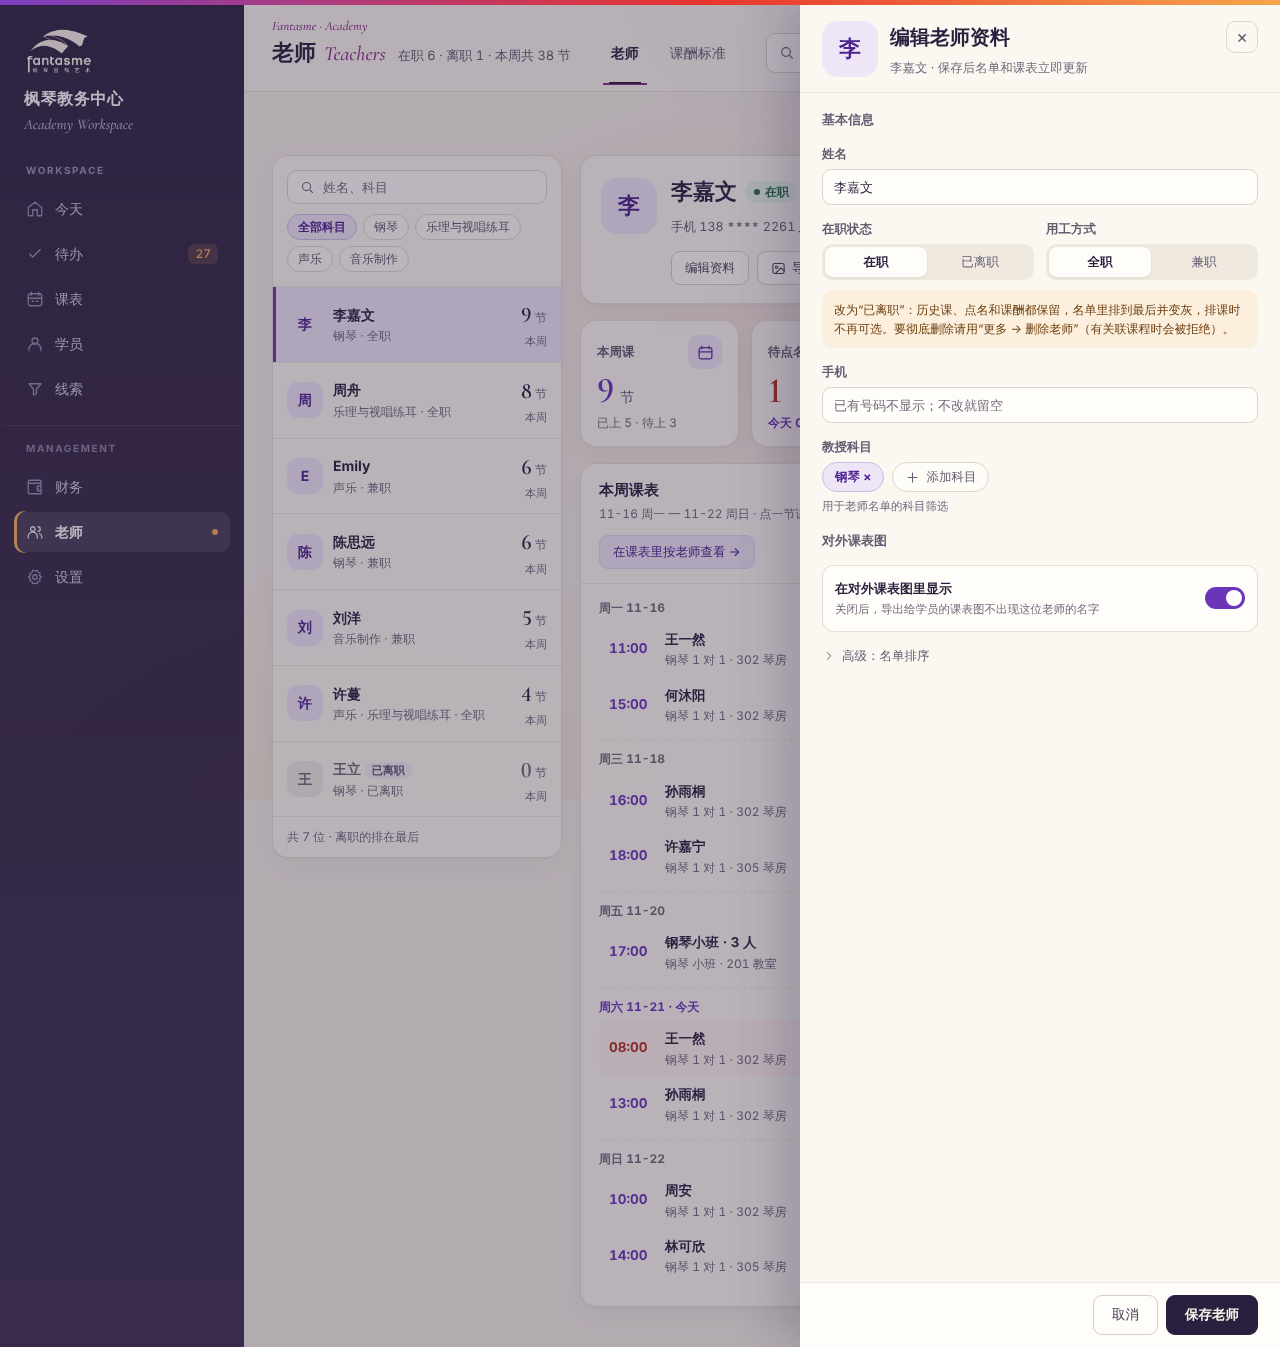 fantasme
枫琴音乐艺术
枫琴教务中心
Academy Workspace
WORKSPACE
今天
待办 27
课表
学员
线索
MANAGEMENT
财务
老师
设置
Fantasme · Academy
老师 Teachers 在职 6 · 离职 1 · 本周共 38 节
老师 课酬标准
姓名、科目
全部科目 钢琴 乐理与视唱练耳
声乐 音乐制作
李 李嘉文 9 节
钢琴 · 全职 本周
周 周舟 8 节
乐理与视唱练耳 · 全职 本周
E Emily 6 节
声乐 · 兼职 本周
陈 陈思远 6 节
钢琴 · 兼职 本周
刘 刘洋 5 节
音乐制作 · 兼职 本周
许 许蔓 4 节
声乐 · 乐理与视唱练耳 · 全职 本周
王 王立 已离职 0 节
钢琴 · 已离职 本周
共 7 位 · 离职的排在最后
李 李嘉文 在职
手机 138 **** 2261
编辑资料
本周课
9 节
已上 5 · 待上 3
待点名
1
今天
本周课表
11-16 周一 — 11-22 周日 · 点一节
在课表里按老师查看 →
周一 11-16
11:00 王一然
钢琴 1 对 1 · 302 琴房
15:00 何沐阳
钢琴 1 对 1 · 302 琴房
周三 11-18
16:00 孙雨桐
钢琴 1 对 1 · 302 琴房
18:00 许嘉宁
钢琴 1 对 1 · 305 琴房
周五 11-20
17:00 钢琴小班 · 3 人
钢琴 小班 · 201 教室
周六 11-21 · 今天
08:00 王一然
钢琴 1 对 1 · 302 琴房
13:00 孙雨桐
钢琴 1 对 1 · 302 琴房
周日 11-22
10:00 周安
钢琴 1 对 1 · 302 琴房
14:00 林可欣
钢琴 1 对 1 · 305 琴房
李 编辑老师资料 ×
李嘉文 · 保存后名单和课表立即更新
基本信息
姓名
李嘉文
在职状态 用工方式
在职 已离职 全职 兼职
改为“已离职”：历史课、点名和课酬都保留，名单里排到最后并变灰，排课时
不再可选。要彻底删除请用“更多 → 删除老师”（有关联课程时会被拒绝）。
手机
已有号码不显示；不改就留空
教授科目
钢琴 × + 添加科目
用于老师名单的科目筛选
对外课表图
在对外课表图里显示
关闭后，导出给学员的课表图不出现这位老师的名字
高级：名单排序
取消 保存老师